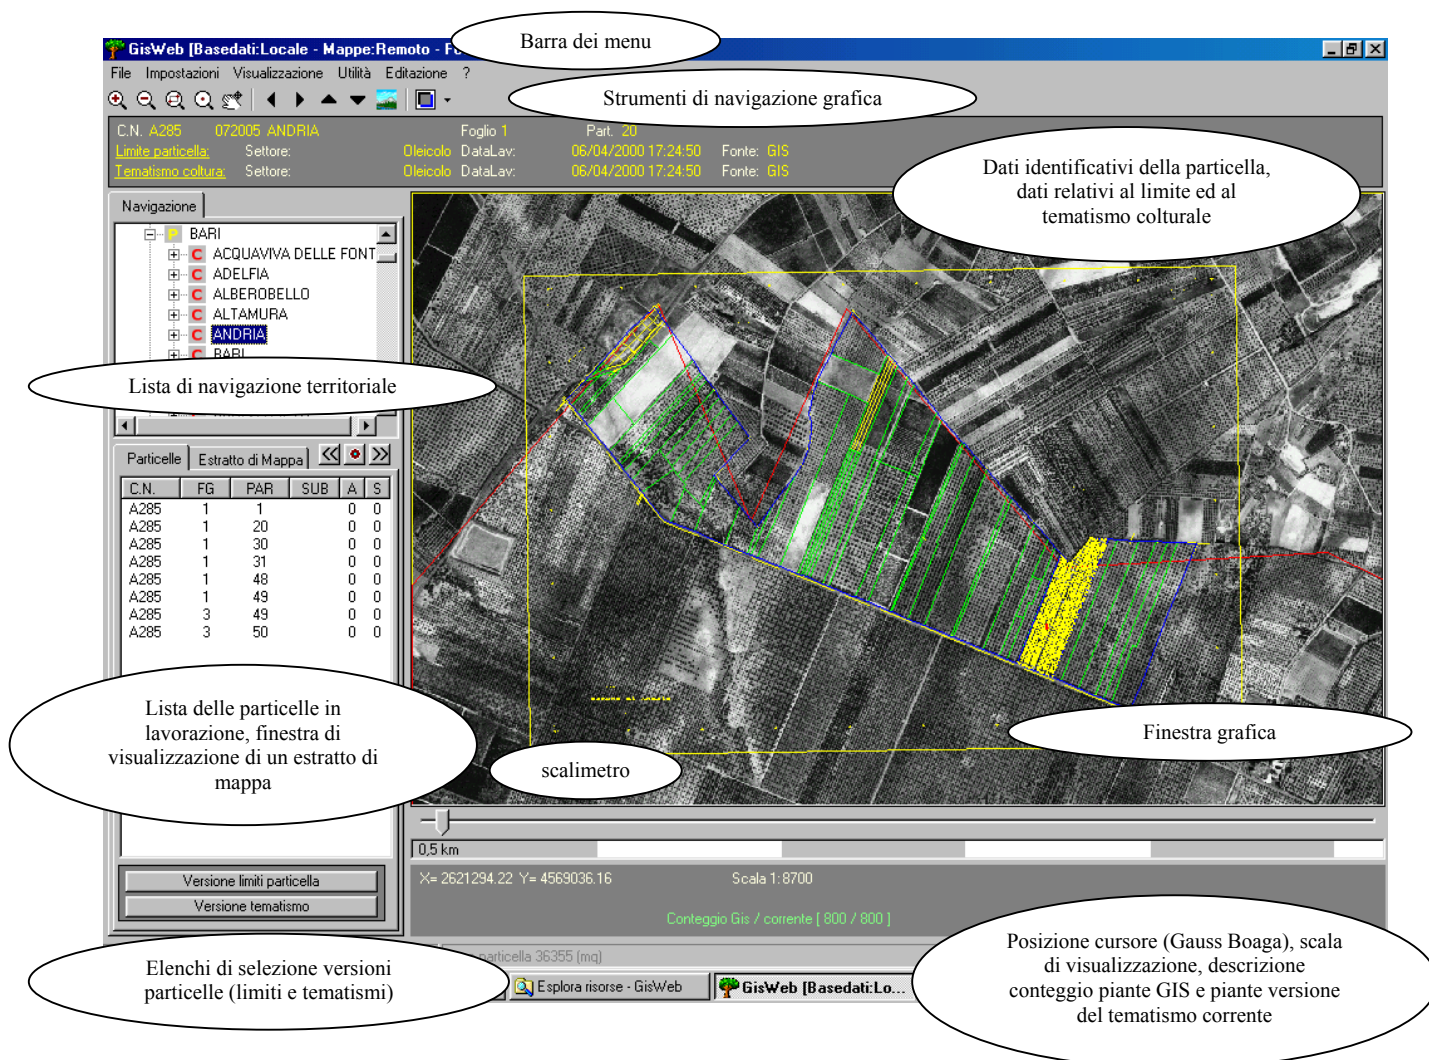 Barra dei menu
GisWeb [Basedati:Locale - Mappe:Remoto - F
File Impostazioni Visualizzazione Utilità Editazione ?
Strumenti di navigazione grafica
C.N. A285 072005 ANDRIA Foglio 1 Part. 20
Limite particella: Settore: Oleicolo DataLav: 06/04/2000 17:24:50 Fonte: GIS
Tematismo coltura: Settore: Oleicolo DataLav: 06/04/2000 17:24:50 Fonte: GIS
Dati identificativi della particella,
dati relativi al limite ed al
tematismo colturale
Navigazione
P BARI
C ACQUAVIVA DELLE FONT
C ADELFIA
C ALBEROBELLO
C ALTAMURA
C ANDRIA
C BARI
Lista di navigazione territoriale
Particelle Estratto di Mappa
C.N. FG PAR SUB A S
A285 1 1 0 0
A285 1 20 0 0
A285 1 30 0 0
A285 1 31 0 0
A285 1 48 0 0
A285 1 49 0 0
A285 3 49 0 0
A285 3 50 0 0
Lista delle particelle in
lavorazione, finestra di
visualizzazione di un estratto di
mappa
Finestra grafica
scalimetro
0,5 km
Versione limiti particella
Versione tematismo
X= 2621294.22 Y= 4569036.16 Scala 1:8700
Conteggio Gis / corrente [ 800 / 800 ]
Elenchi di selezione versioni
particelle (limiti e tematismi)
particella 36355 (mq)
Esplora risorse - GisWeb
GisWeb [Basedati:Lo...
Posizione cursore (Gauss Boaga), scala
di visualizzazione, descrizione
conteggio piante GIS e piante versione
del tematismo corrente